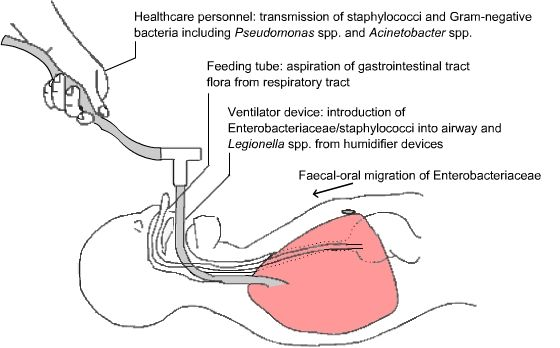 Healthcare personnel: transmission of staphylococci and Gram-negative
bacteria including Pseudomonas spp. and Acinetobacter spp.
Feeding tube: aspiration of gastrointestinal tract
flora from respiratory tract
Ventilator device: introduction of
Enterobacteriaceae/staphylococci into airway and
Legionella spp. from humidifier devices
Faecal-oral migration of Enterobacteriaceae